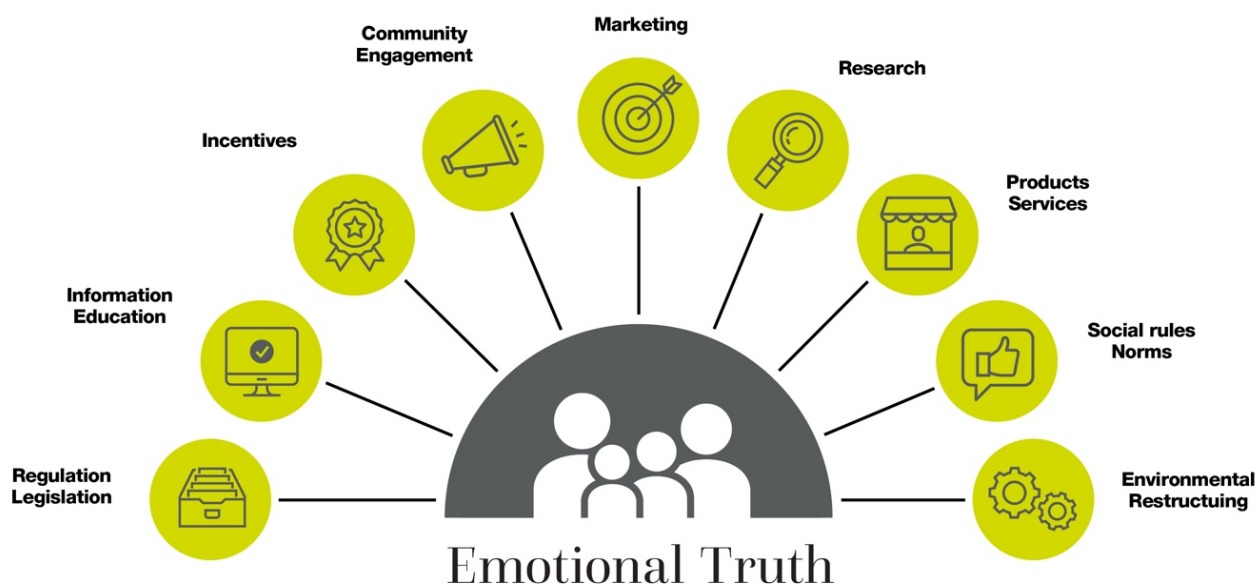 Marketing
Community
Engagement
Research
Incentives
Products
Services
Information
Education
Social rules
Norms
Regulation
Legislation
Environmental
Restructuing
Emotional Truth